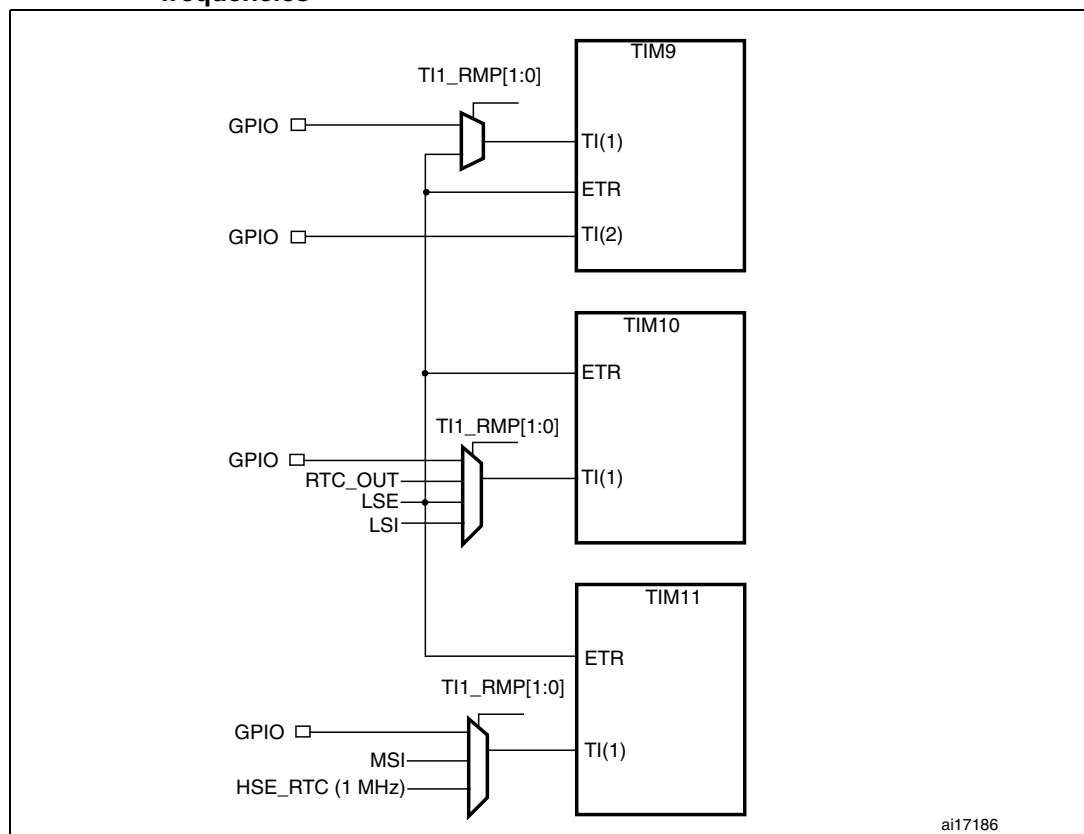 frequencies
TIM9
TI1_RMP[1:0]
GPIO
TI(1)
ETR
GPIO
TI(2)
TIM10
ETR
TI1_RMP[1:0]
GPIO
RTC_OUT
TI(1)
LSE
LSI
TIM11
ETR
TI1_RMP[1:0]
GPIO
TI(1)
MSI
HSE_RTC (1 MHz)
ai17186